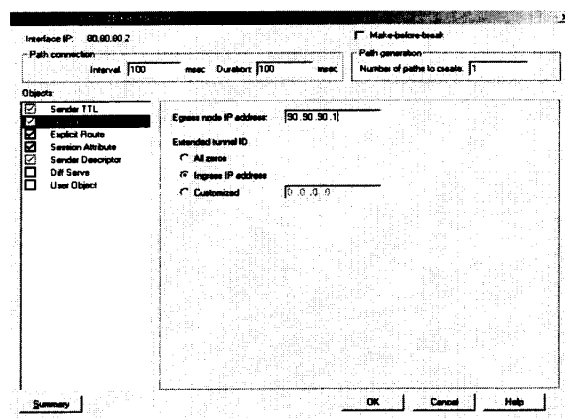 Interface IP: 80.80.80.2
Make-before-break
Path connection
Interval: 100 msec Duration: 100 msec
Path generation
Number of paths to create: 1
Objects:
Sender TTL
Explicit Route
Session Attribute
Sender Descriptor
Diff Serve
User Object
Egress node IP address: 90.90.90.1
Extended tunnel ID
All zeros
Ingress IP address
Customized 0 .0 .0 .0
Summary
OK Cancel Help